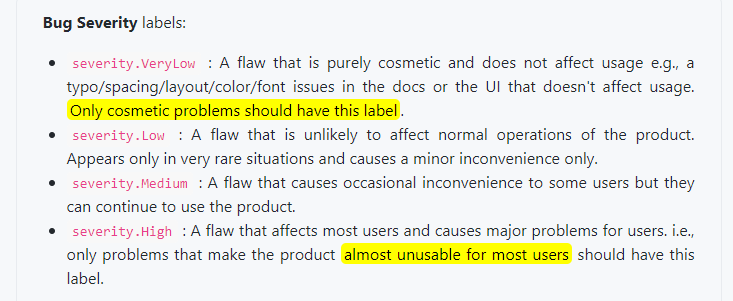 Bug Severity labels:
• severity.VeryLow : A flaw that is purely cosmetic and does not affect usage e.g., a
typo/spacing/layout/color/font issues in the docs or the UI that doesn't affect usage.
Only cosmetic problems should have this label.
• severity.Low : A flaw that is unlikely to affect normal operations of the product.
Appears only in very rare situations and causes a minor inconvenience only.
• severity.Medium : A flaw that causes occasional inconvenience to some users but they
can continue to use the product.
• severity.High : A flaw that affects most users and causes major problems for users. i.e.,
only problems that make the product almost unusable for most users should have this
label.